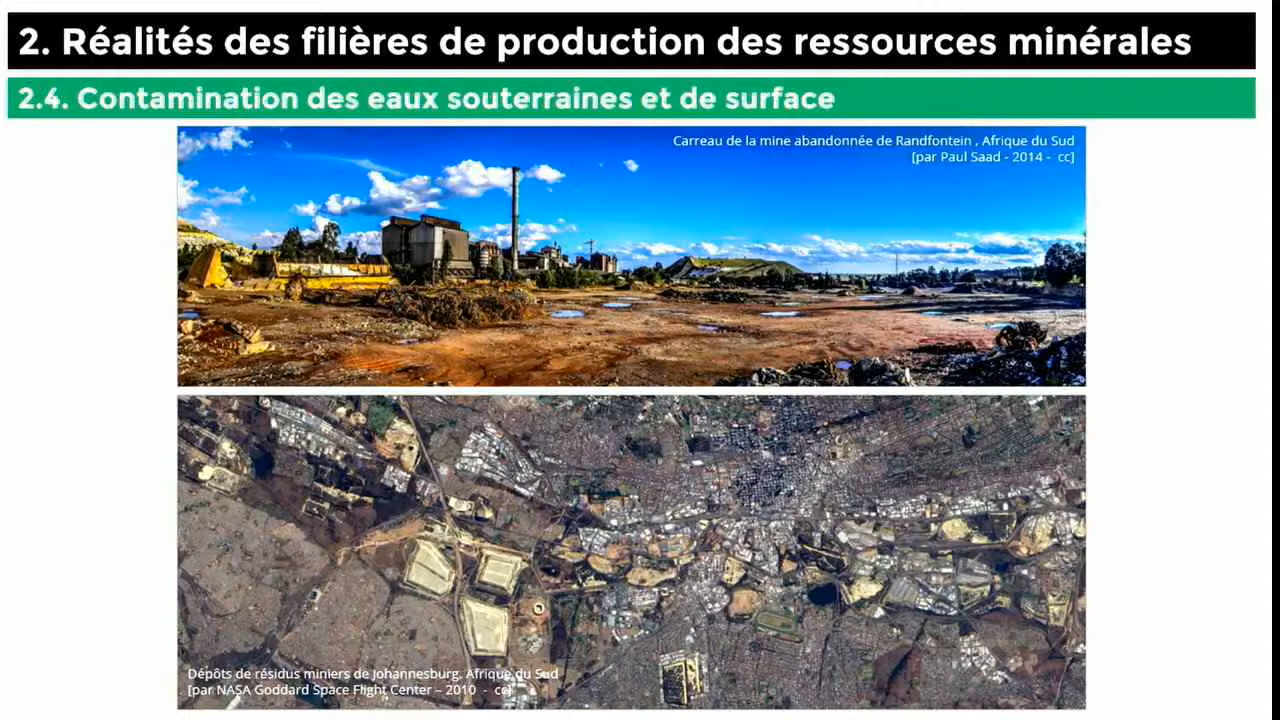 2. Réalités des filières de production des ressources minérales
2.4. Contamination des eaux souterraines et de surface
Carreau de la mine abandonnée de Randfontein , Afrique du Sud
[par Paul Saad - 2014 - cc]
Dépôts de résidus miniers de Johannesburg, Afrique du Sud
[par NASA Goddard Space Flight Center – 2010 - cc]